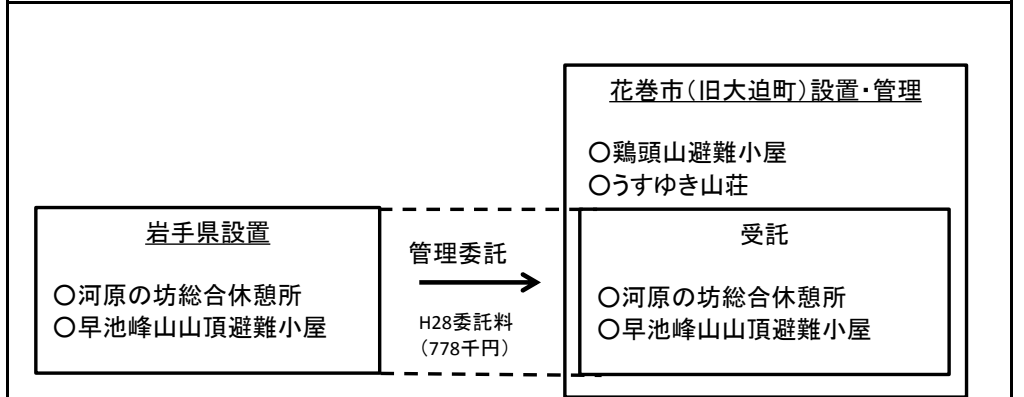 花巻市（旧大迫町）設置・管理
〇鶏頭山避難小屋
〇うすゆき山荘
岩手県設置
〇河原の坊総合休憩所
〇早池峰山山頂避難小屋
管理委託
H28委託料
（778千円）
受託
〇河原の坊総合休憩所
〇早池峰山山頂避難小屋